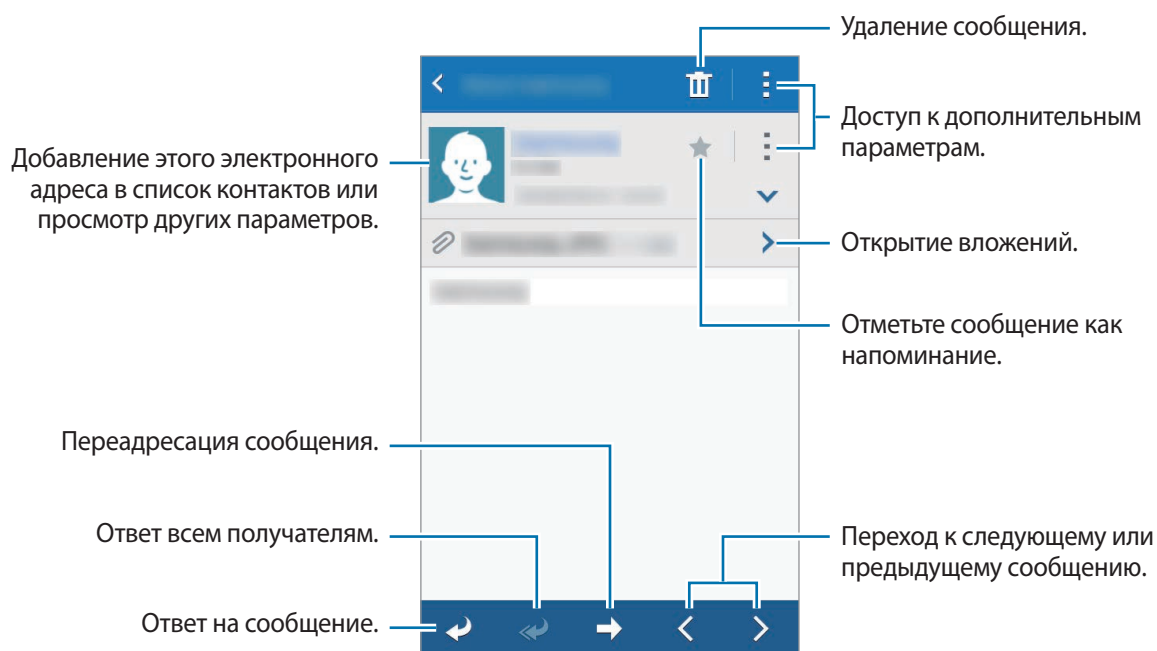 Удаление сообщения.
Доступ к дополнительным
параметрам.
Добавление этого электронного
адреса в список контактов или
просмотр других параметров.
Открытие вложений.
Отметьте сообщение как
напоминание.
Переадресация сообщения.
Ответ всем получателям.
Переход к следующему или
предыдущему сообщению.
Ответ на сообщение.